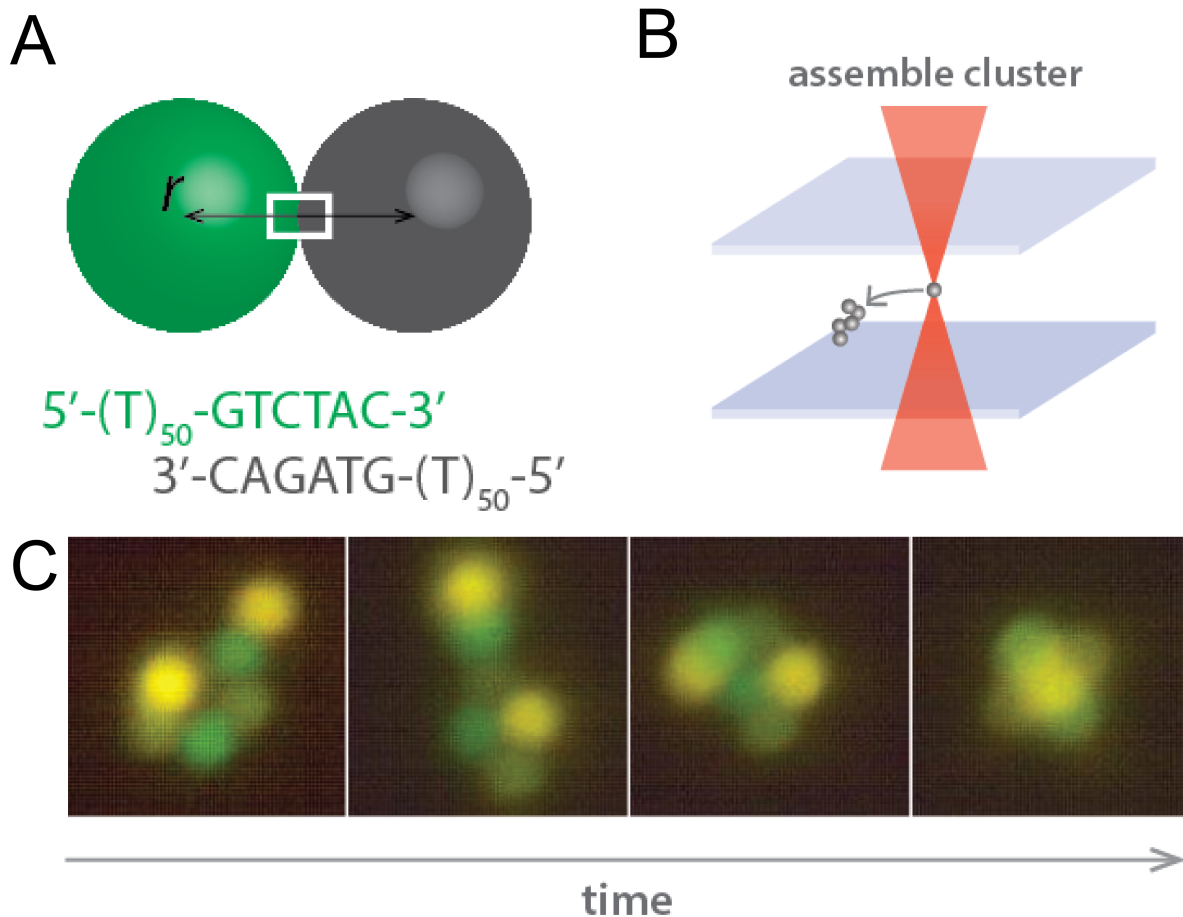 A
B
assemble cluster
r
5′-(T)50-GTCTAC-3′
3′-CAGATG-(T)50-5′
C
time